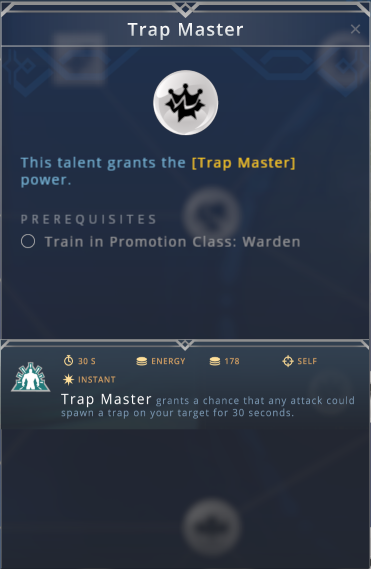 Trap Master
This talent grants the [Trap Master]
power.
PREREQUISITES
Train in Promotion Class: Warden
30 S ENERGY 178 SELF
INSTANT
Trap Master grants a chance that any attack could
spawn a trap on your target for 30 seconds.